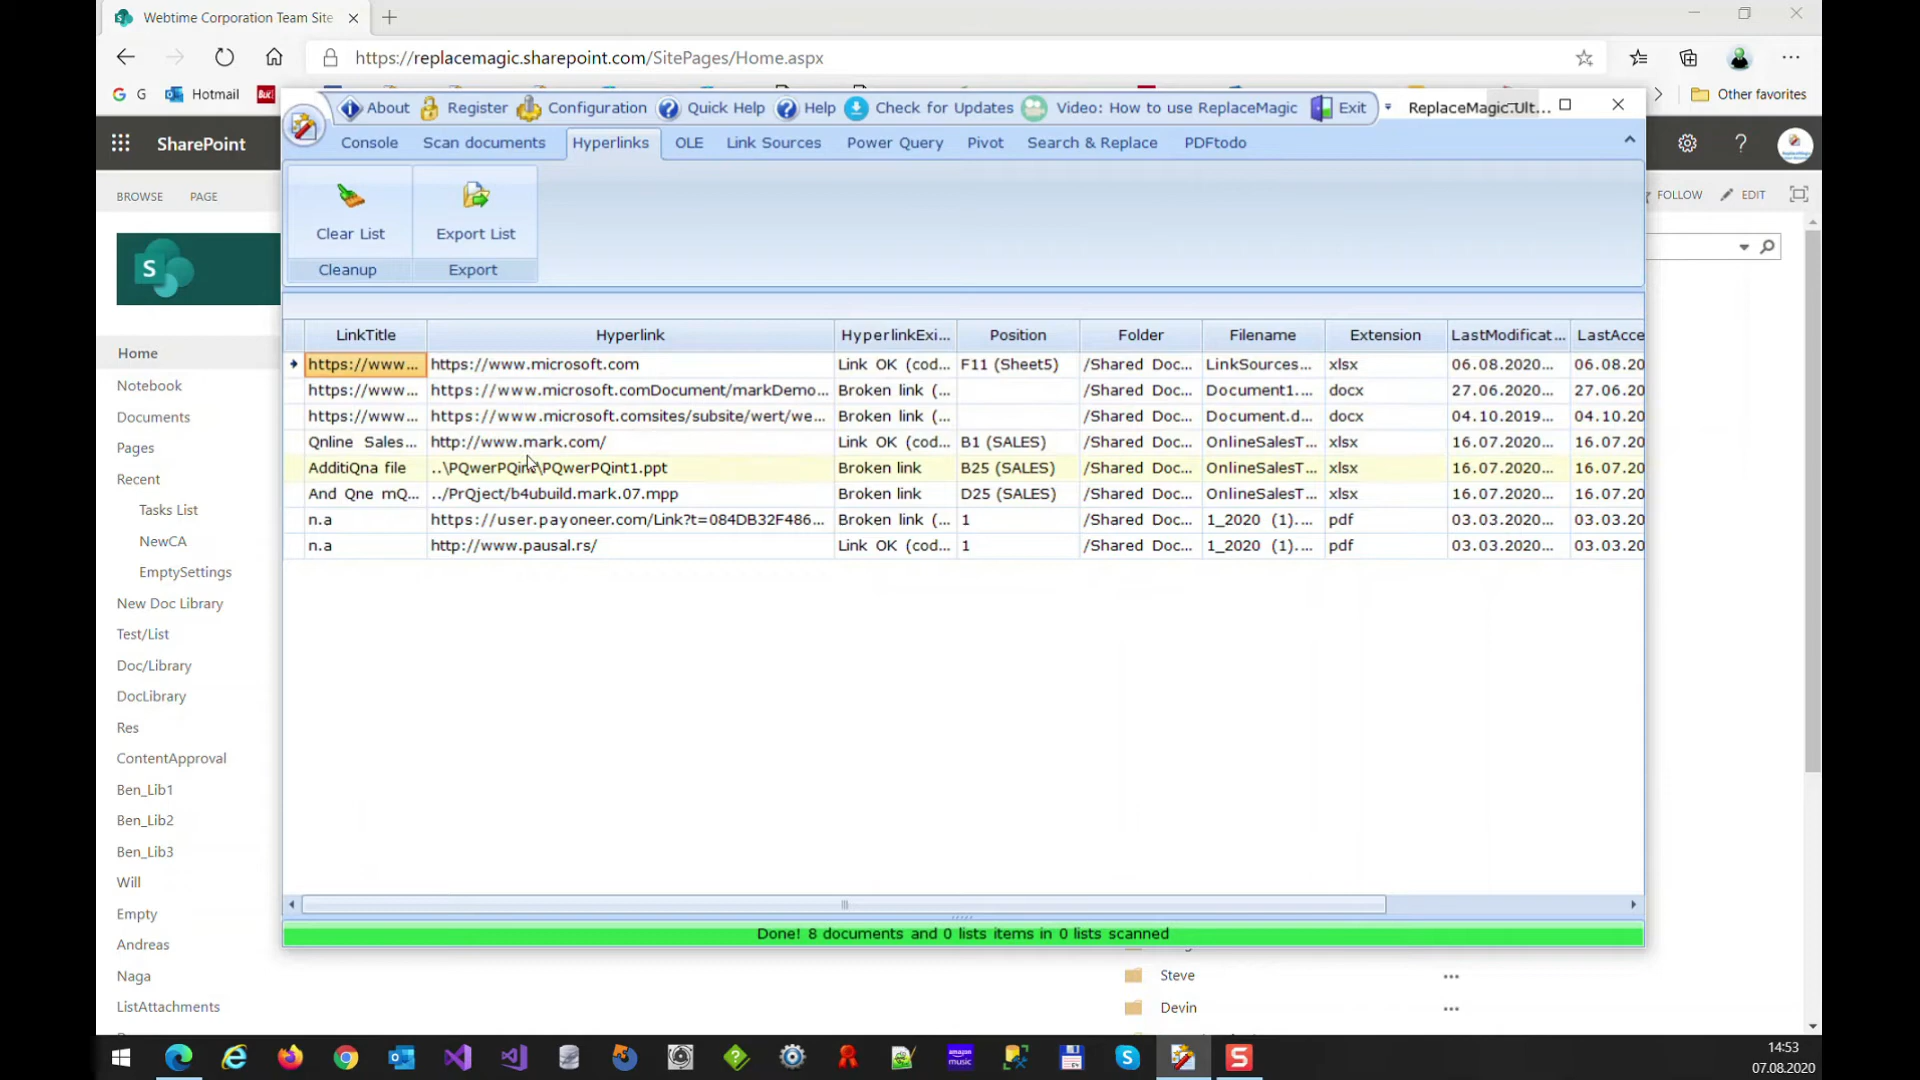 Webtime Corporation Team Site
https://replacemagic.sharepoint.com/SitePages/Home.aspx
G
Hotmail
Other favorites
About
Register
Configuration
Quick Help
Help
Check for Updates
Video: How to use ReplaceMagic
Exit
ReplaceMagic.Ult...
SharePoint
Console
Scan documents
Hyperlinks
OLE
Link Sources
Power Query
Pivot
Search & Replace
PDFtodo
BROWSE
PAGE
FOLLOW
EDIT
Clear List
Export List
Cleanup
Export
LinkTitle Hyperlink HyperlinkExi... Position Folder Filename Extension LastModificat... LastAcce
https://www... https://www.microsoft.com Link OK (cod... F11 (Sheet5) /Shared Doc... LinkSources... xlsx 06.08.2020... 06.08.20
https://www... https://www.microsoft.comDocument/markDemo... Broken link (... /Shared Doc... Document1.... docx 27.06.2020... 27.06.20
https://www... https://www.microsoft.comsites/subsite/wert/we... Broken link (... /Shared Doc... Document.d... docx 04.10.2019... 04.10.20
Qnline Sales... http://www.mark.com/ Link OK (cod... B1 (SALES) /Shared Doc... OnlineSalesT... xlsx 16.07.2020... 16.07.20
AdditiQna file ..\PQwerPQint\PQwerPQint1.ppt Broken link B25 (SALES) /Shared Doc... OnlineSalesT... xlsx 16.07.2020... 16.07.20
And Qne mQ... ../PrQject/b4ubuild.mark.07.mpp Broken link D25 (SALES) /Shared Doc... OnlineSalesT... xlsx 16.07.2020... 16.07.20
n.a https://user.payoneer.com/Link?t=084DB32F486... Broken link (... 1 /Shared Doc... 1_2020 (1).... pdf 03.03.2020... 03.03.20
n.a http://www.pausal.rs/ Link OK (cod... 1 /Shared Doc... 1_2020 (1).... pdf 03.03.2020... 03.03.20
Done! 8 documents and 0 lists items in 0 lists scanned
Home
Notebook
Documents
Pages
Recent
Tasks List
NewCA
EmptySettings
New Doc Library
Test/List
Doc/Library
DocLibrary
Res
ContentApproval
Ben_Lib1
Ben_Lib2
Ben_Lib3
Will
Empty
Andreas
Naga
ListAttachments
Steve
Devin
amazon
music
14:53
07.08.2020